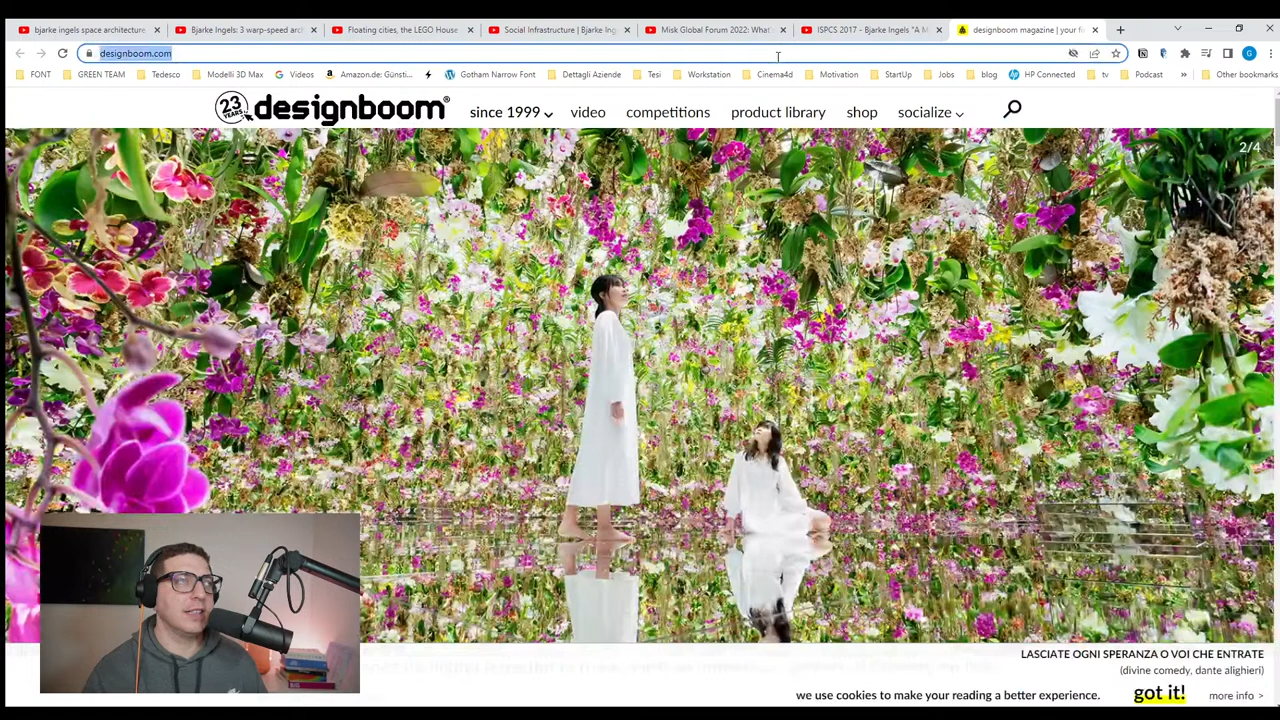 bjarke ingels space architecture
Bjarke Ingels: 3 warp-speed arch
Floating cities, the LEGO House
Social Infrastructure | Bjarke Ing
Misk Global Forum 2022: What'
ISPCS 2017 - Bjarke Ingels "A M
designboom magazine | your fi
designboom.com
FONT
GREEN TEAM
Tedesco
Modelli 3D Max
Videos
Amazon.de: Günsti...
Gotham Narrow Font
Dettagli Aziende
Tesi
Workstation
Cinema4d
Motivation
StartUp
Jobs
blog
HP Connected
tv
Podcast
»
Other bookmarks
23 YEARS
designboom®
since 1999
video
competitions
product library
shop
socialize
2/4
LASCIATE OGNI SPERANZA O VOI CHE ENTRATE
(divine comedy, dante alighieri)
we use cookies to make your reading a better experience.
got it!
more info >